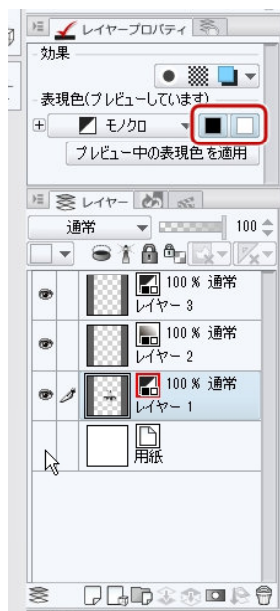 レイヤープロパティ
効果
表現色(プレビューしています)
モノクロ
プレビュー中の表現色を適用
レイヤー
通常 100
100 % 通常
レイヤー 3
100 % 通常
レイヤー 2
100 % 通常
レイヤー 1
用紙